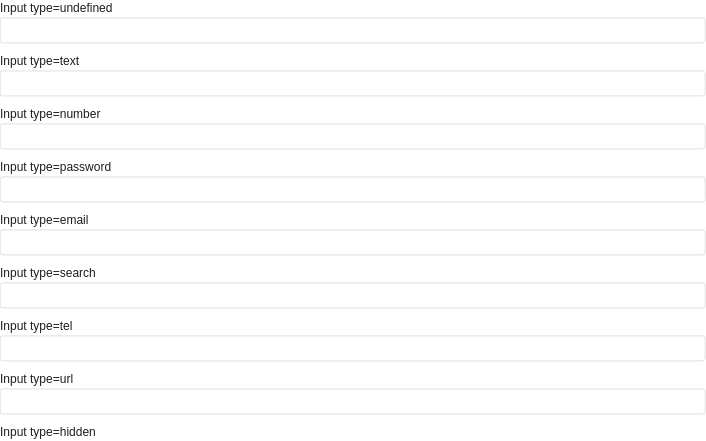 Input type=undefined
Input type=text
Input type=number
Input type=password
Input type=email
Input type=search
Input type=tel
Input type=url
Input type=hidden